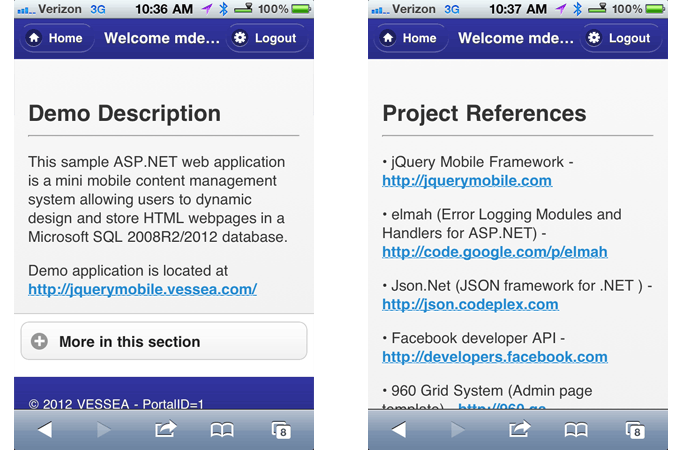 Verizon 3G 10:36 AM 100%
Home Welcome mde... Logout
Demo Description
This sample ASP.NET web application
is a mini mobile content management
system allowing users to dynamic
design and store HTML webpages in a
Microsoft SQL 2008R2/2012 database.
Demo application is located at
http://jquerymobile.vessea.com/
More in this section
© 2012 VESSEA - PortalID=1
8
Verizon 3G 10:37 AM 100%
Home Welcome mde... Logout
Project References
• jQuery Mobile Framework -
http://jquerymobile.com
• elmah (Error Logging Modules and
Handlers for ASP.NET) -
http://code.google.com/p/elmah
• Json.Net (JSON framework for .NET ) -
http://json.codeplex.com
• Facebook developer API -
http://developers.facebook.com
• 960 Grid System (Admin page
template) - http://960.gs
8